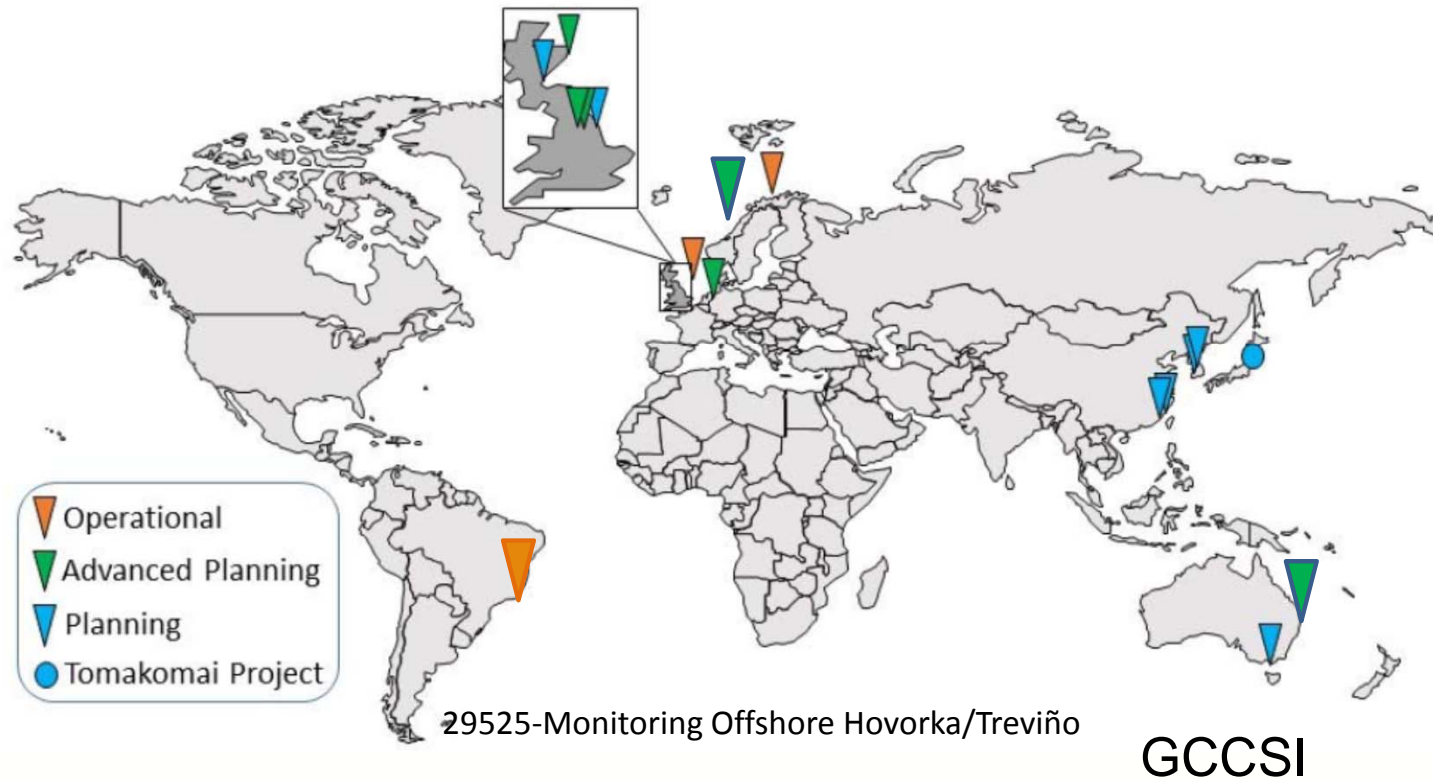 Operational
Advanced Planning
Planning
Tomakomai Project
29525-Monitoring Offshore Hovorka/Treviño
GCCSI